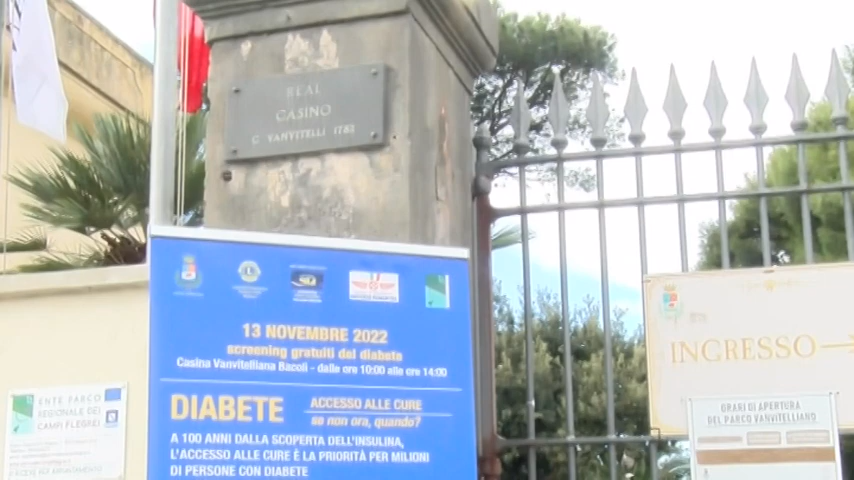 REAL
CASINO
C. VANVITELLI 1783
13 NOVEMBRE 2022
screening gratuiti del diabete
Casina Vanvitelliana Bacoli - dalle ore 10:00 alle ore 14:00
DIABETE
ACCESSO ALLE CURE
se non ora, quando?
A 100 ANNI DALLA SCOPERTA DELL'INSULINA,
L'ACCESSO ALLE CURE È LA PRIORITÀ PER MILIONI
DI PERSONE CON DIABETE
ENTE PARCO
REGIONALE DEI
CAMPI FLEGREI
INGRESSO
ORARI DI APERTURA
DEL PARCO VANVITELLIANO